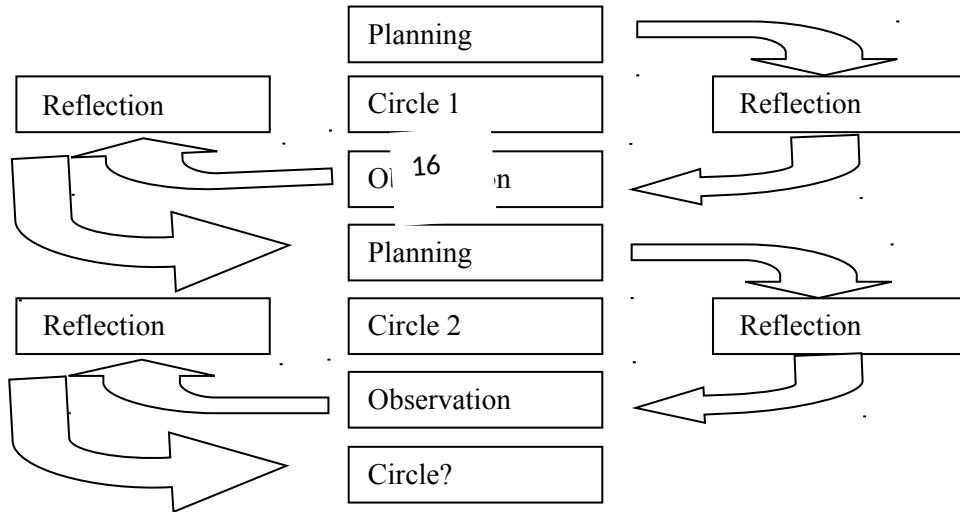 Planning
Reflection
Circle 1
Reflection
16
Planning
Reflection
Circle 2
Reflection
Observation
Circle?